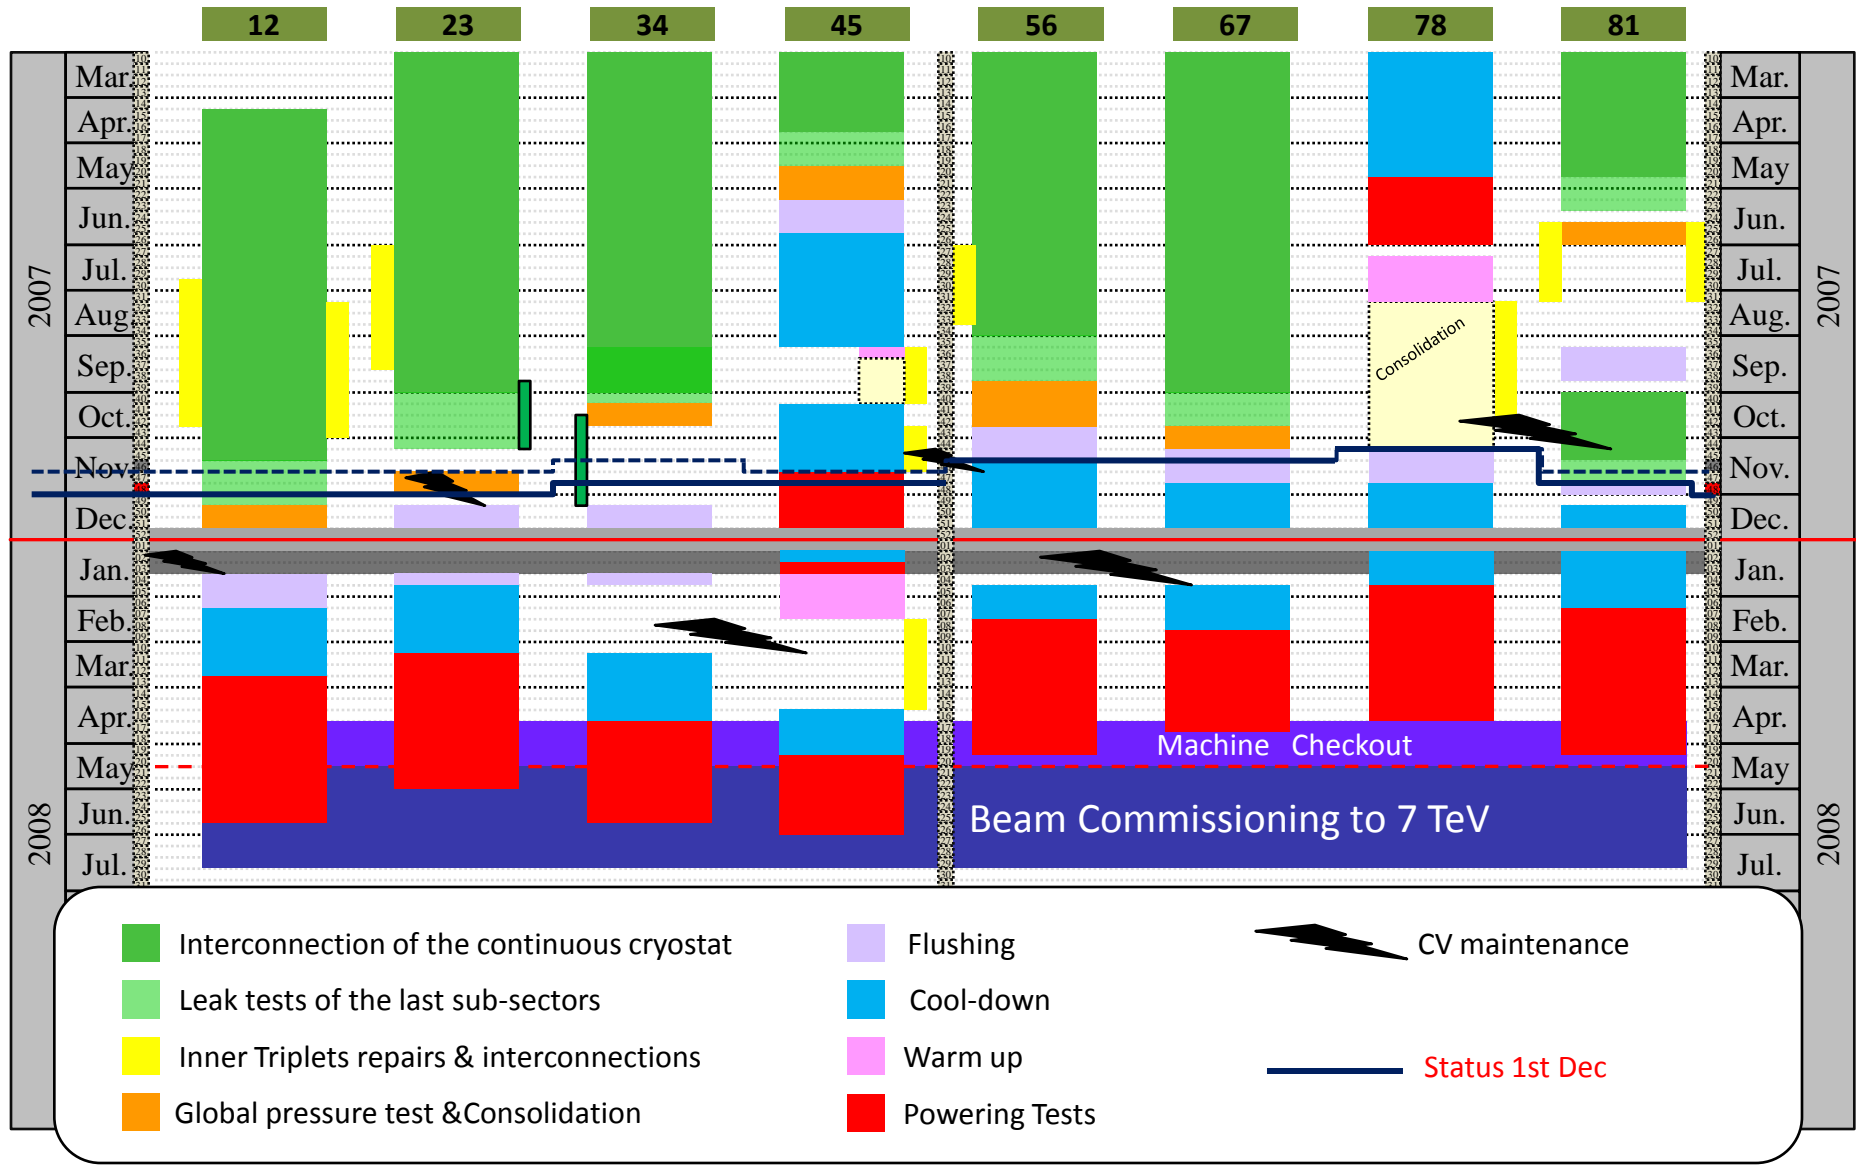 12 23 34 45 56 67 78 81
Mar. Mar.
Apr. Apr.
May May
Jun. Jun.
Jul. Jul.
2007 2007
Aug Aug.
Consolidation
Sep. Sep.
Oct. Oct.
Nov Nov.
Dec. Dec.
Jan. Jan.
Feb. Feb.
Mar. Mar.
Apr. Apr.
Machine Checkout
May May
Jun. Beam Commissioning to 7 TeV Jun.
2008 2008
Jul. Jul.
Interconnection of the continuous cryostat
Flushing
CV maintenance
Leak tests of the last sub-sectors
Cool-down
Inner Triplets repairs & interconnections
Warm up
Status 1st Dec
Global pressure test &Consolidation
Powering Tests